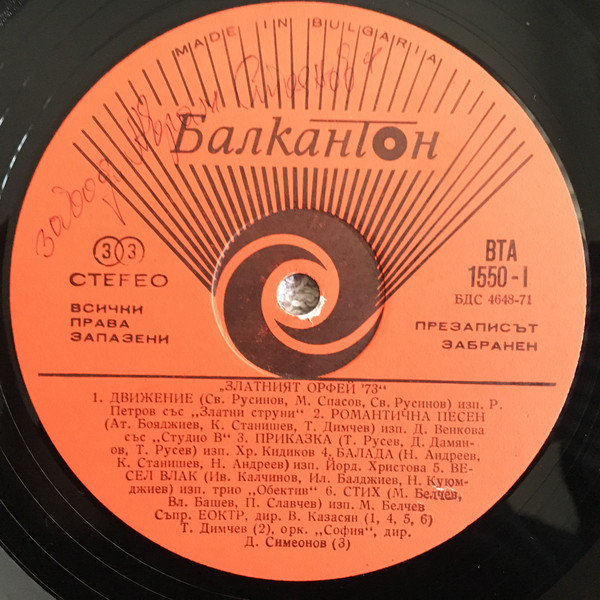 MADE IN BULGARIA
Балкантон
33
СТЕРЕО
ВСИЧКИ
ПРАВА
ЗАПАЗЕНИ
ВТА
1550-I
БДС 4648-71
ПРЕЗАПИСЪТ
ЗАБРАНЕН
„ЗЛАТНИЯТ ОРФЕЙ '73“
1. ДВИЖЕНИЕ (Св. Русинов, М. Спасов, Св. Русинов) изп. Р.
Петров със „Златни струни“ 2. РОМАНТИЧНА ПЕСЕН
(Ат. Бояджиев, К. Станишев, Т. Димчев) изп. Д. Венкова
със „Студио В“ 3. ПРИКАЗКА (Т. Русев, Д. Дамянов,
Т. Русев) изп. Хр. Кидиков 4. БАЛАДА (Н. Андреев,
К. Станишев, Н. Андреев) изп. Йорд. Христова 5. ВЕ-
СЕЛ ВЛАК (Ив. Калчинов, Ил. Балджиев, Н. Куюм-
джиев) изп. трио „Обектив“ 6. СТИХ (М. Белчев,
Вл. Башев, П. Славчев) изп. М. Белчев
Съпр. ЕОКТР, дир. В. Казасян (1, 4, 5, 6)
Т. Димчев (2), орк. „София“, дир.
Д. Симеонов (3)